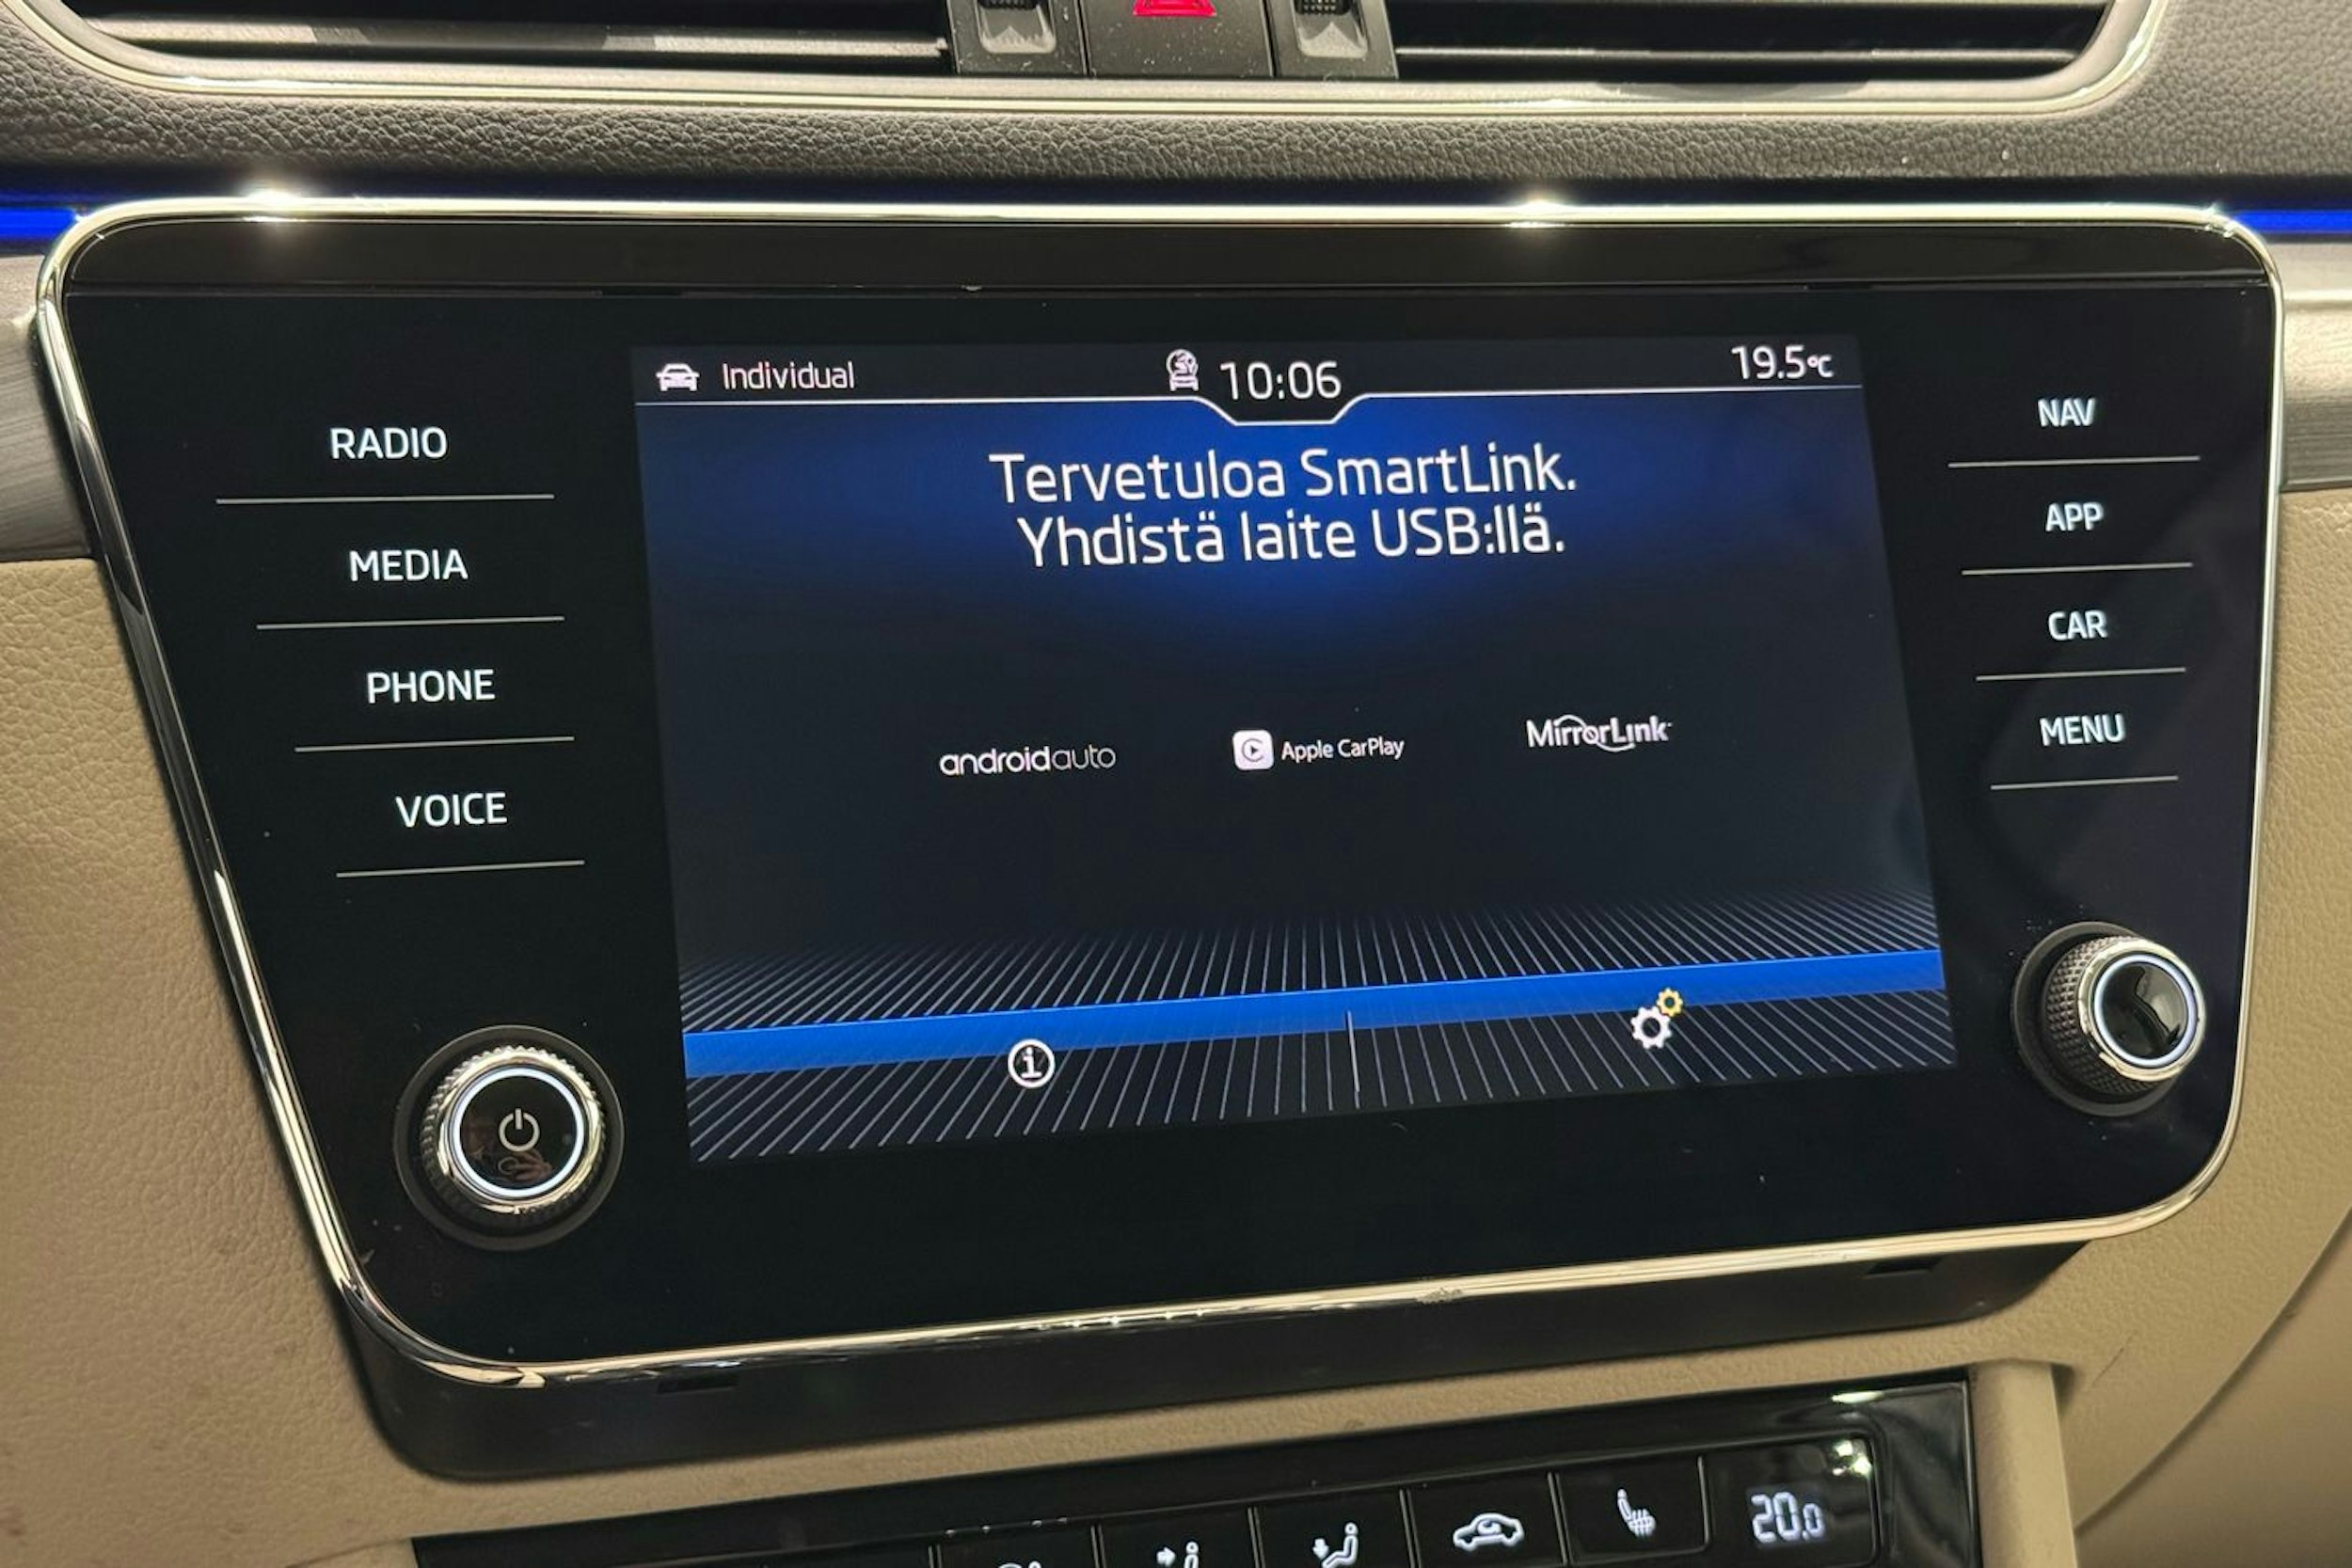 Individual 10:06 19.5°C
RADIO
MEDIA
PHONE
VOICE
Tervetuloa SmartLink.
Yhdistä laite USB:llä.
androidauto Apple CarPlay MirrorLink
NAV
APP
CAR
MENU
20.0